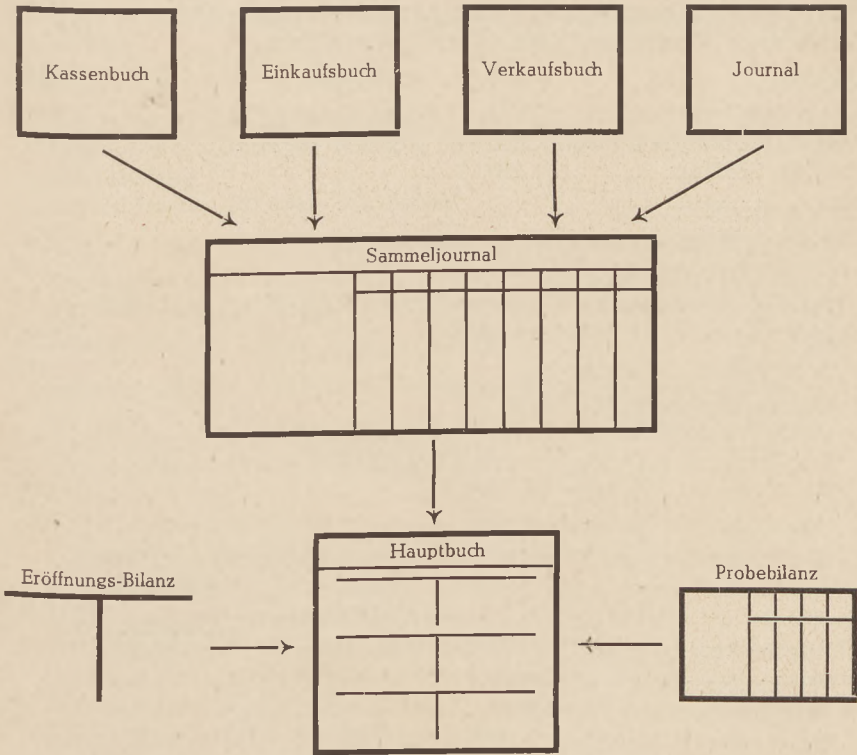 Kassenbuch
Einkaufsbuch
Verkaufsbuch
Journal
Sammeljournal
Hauptbuch
Eröffnungs-Bilanz
Probebilanz